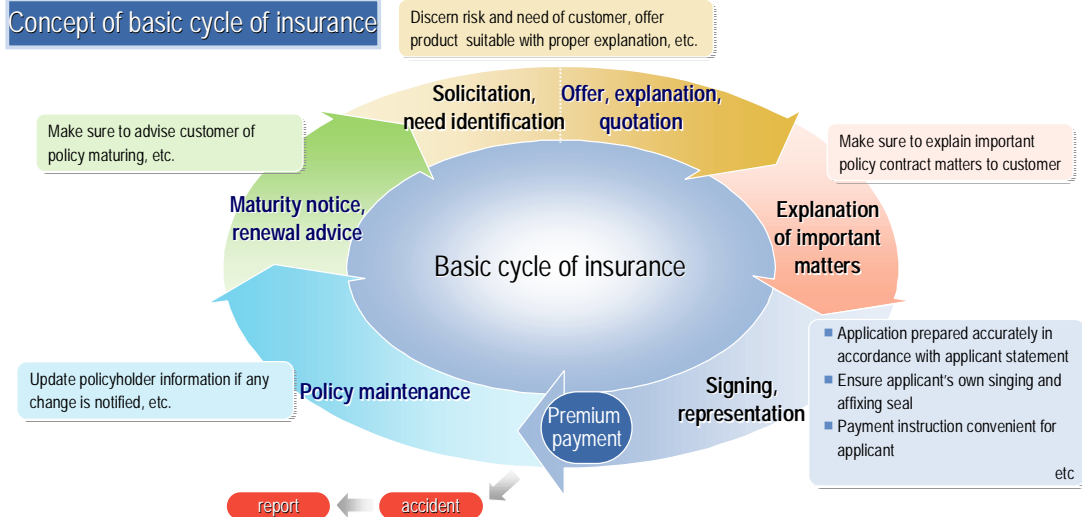 Concept of basic cycle of insurance
Discern risk and need of customer, offer
product suitable with proper explanation, etc.
Solicitation,
need identification
Offer, explanation,
quotation
Make sure to advise customer of
policy maturing, etc.
Make sure to explain important
policy contract matters to customer
Maturity notice,
renewal advice
Explanation
of important
matters
Basic cycle of insurance
Application prepared accurately in
accordance with applicant statement
Ensure applicant's own singing and
affixing seal
Payment instruction convenient for
applicant
etc
Update policyholder information if any
change is notified, etc.
Policy maintenance
Signing,
representation
Premium
payment
report
accident